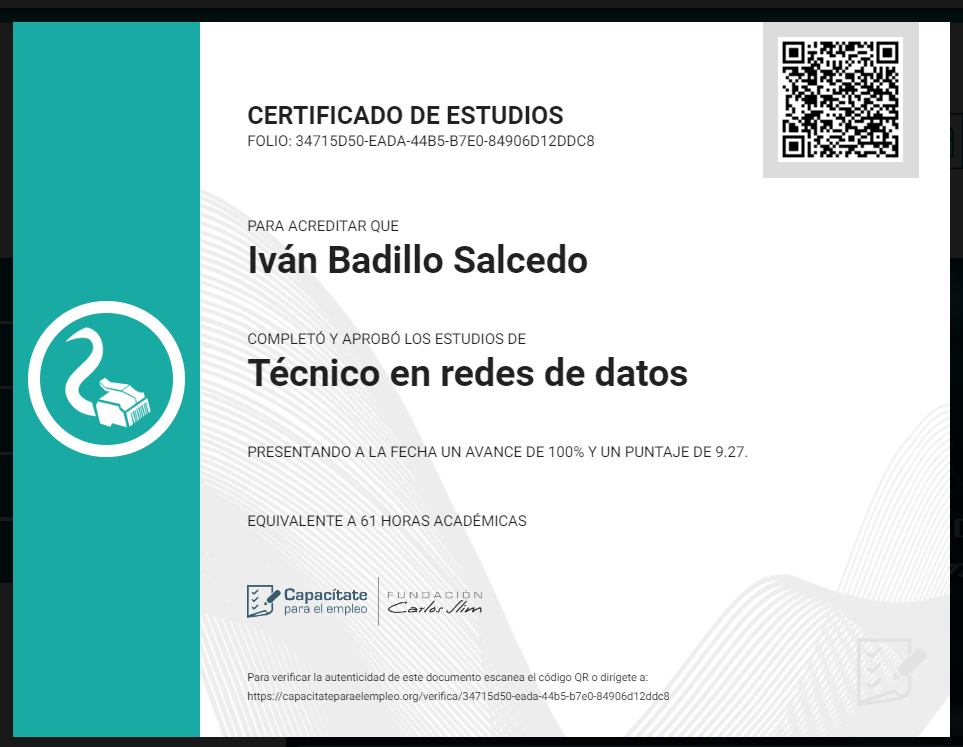 CERTIFICADO DE ESTUDIOS
FOLIO: 34715D50-EADA-44B5-B7E0-84906D12DDC8
PARA ACREDITAR QUE
Iván Badillo Salcedo
COMPLETÓ Y APROBÓ LOS ESTUDIOS DE
Técnico en redes de datos
PRESENTANDO A LA FECHA UN AVANCE DE 100% Y UN PUNTAJE DE 9.27.
EQUIVALENTE A 61 HORAS ACADÉMICAS
Capacítate
para el empleo
FUNDACIÓN
Carlos Slim
Para verificar la autenticidad de este documento escanea el código QR o dirígete a:
https://capacitateparaelempleo.org/verifica/34715d50-eada-44b5-b7e0-84906d12ddc8